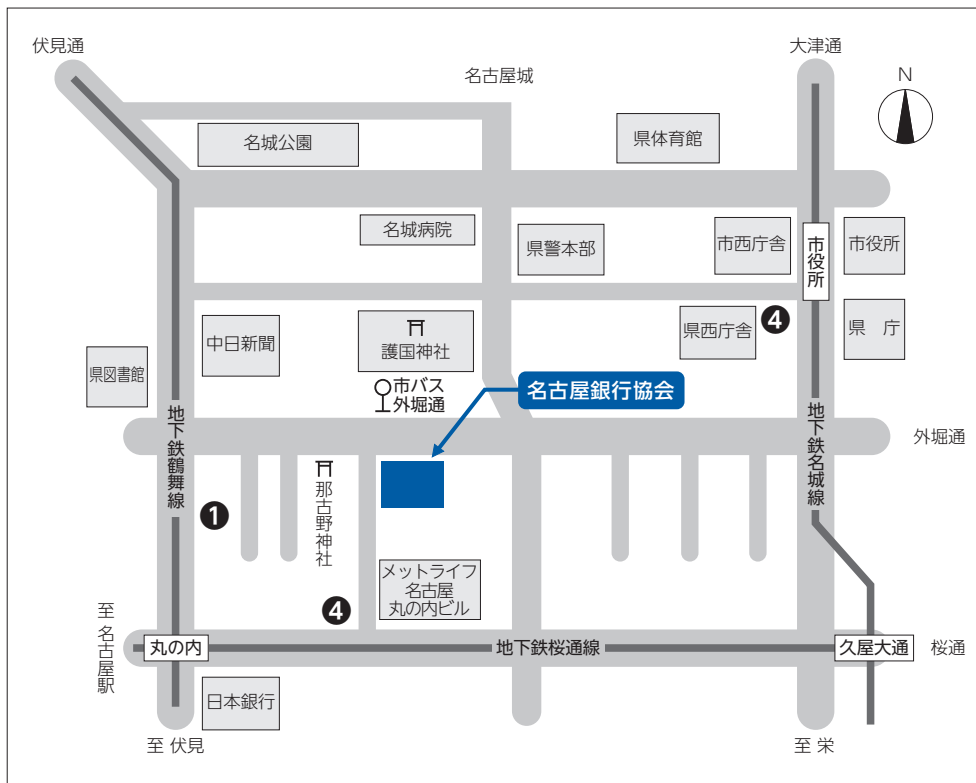 伏見通
大津通
名古屋城
N
名城公園
県体育館
名城病院
県警本部
市西庁舎
市役所
市役所
中日新聞
護国神社
県西庁舎
4
県 庁
県図書館
市バス
外堀通
名古屋銀行協会
地下鉄鶴舞線
地下鉄名城線
外堀通
那古野神社
1
メットライフ
名古屋
丸の内ビル
4
至 名古屋駅
丸の内
地下鉄桜通線
久屋大通
桜通
日本銀行
至 伏見
至 栄